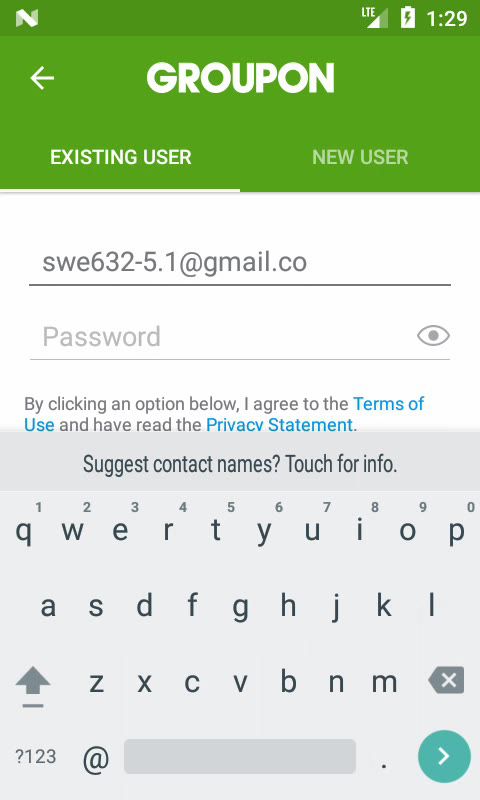 LTE 1:29
GROUPON
EXISTING USER NEW USER
swe632-5.1@gmail.co
Password
By clicking an option below, I agree to the Terms of
Use and have read the Privacy Statement.
Suggest contact names? Touch for info.
1 2 3 4 5 6 7 8 9 0
q w e r t y u i o p
a s d f g h j k l
z x c v b n m
?123 @ .